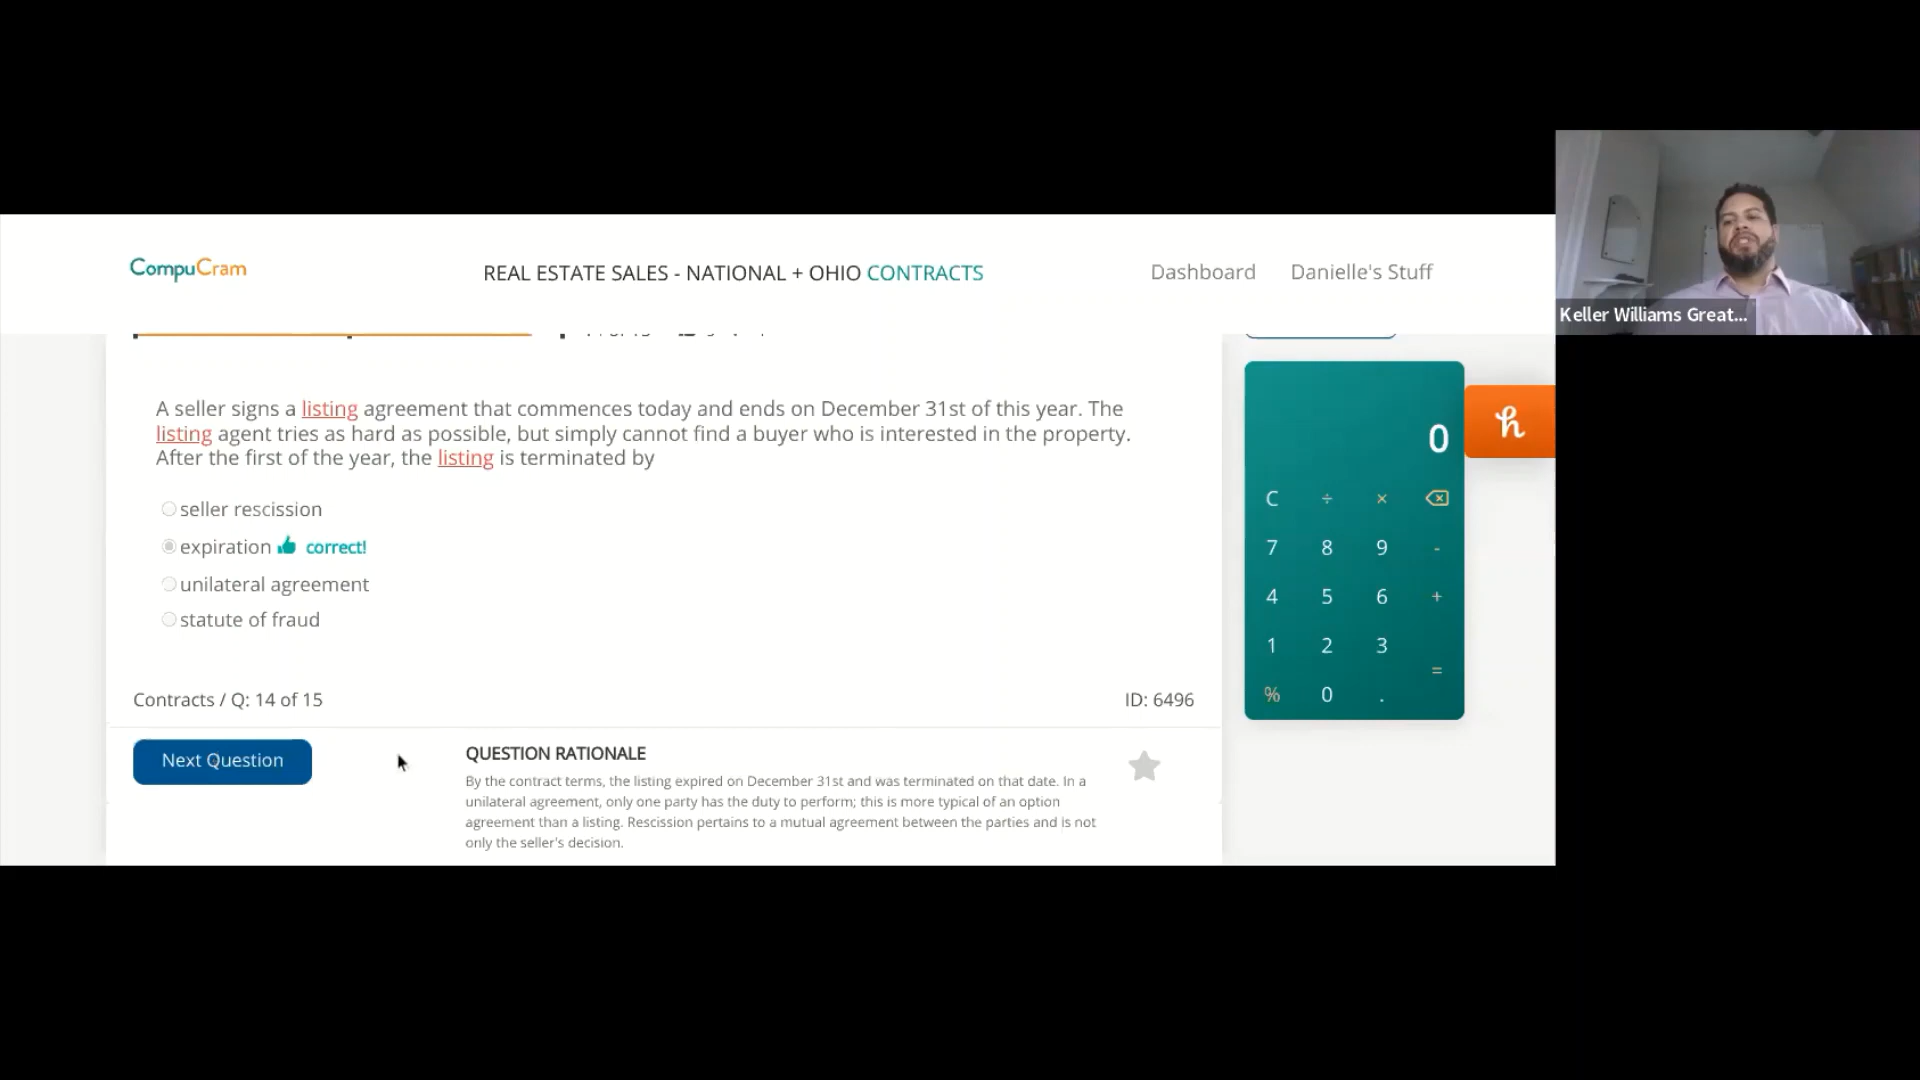 CompuCram
REAL ESTATE SALES - NATIONAL + OHIO CONTRACTS
Dashboard
Danielle's Stuff
Keller Williams Great...
A seller signs a listing agreement that commences today and ends on December 31st of this year. The
listing agent tries as hard as possible, but simply cannot find a buyer who is interested in the property.
After the first of the year, the listing is terminated by
seller rescission
expiration correct!
unilateral agreement
statute of fraud
Contracts / Q: 14 of 15
ID: 6496
Next Question
QUESTION RATIONALE
By the contract terms, the listing expired on December 31st and was terminated on that date. In a
unilateral agreement, only one party has the duty to perform; this is more typical of an option
agreement than a listing. Rescission pertains to a mutual agreement between the parties and is not
only the seller's decision.
0
h
C ÷ ×
7 8 9 -
4 5 6 +
1 2 3
=
% 0 .